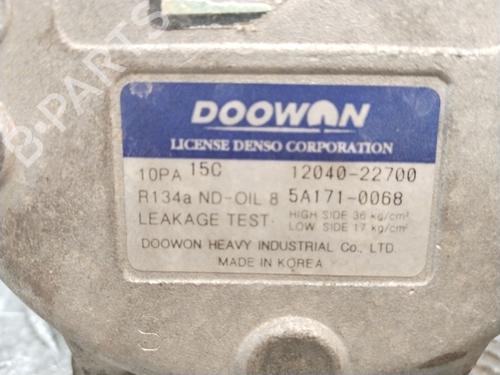 DOOWON
LICENSE DENSO CORPORATION
10PA 15C 12040-22700
R134a ND-OIL 8 5A171-0068
LEAKAGE TEST: HIGH SIDE 36 kg/cm²
LOW SIDE 17 kg/cm²
DOOWON HEAVY INDUSTRIAL Co., LTD.
MADE IN KOREA
B-PARTS